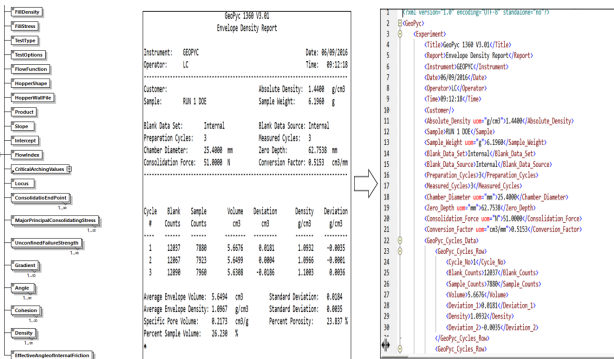 FillDensity
FillStress
TestType
TestOptions
FlowFunction
HopperShape
HopperWallFile
Product
Slope
Intercept
FlowIndex
CriticalArchingValues
Locus
ConsolidatioEndPoint
1..∞
MajorPrincipalConsolidatingStress
1..∞
UnconfinedFailureStrength
1..∞
Gradient
1..∞
Angle
1..∞
Cohesion
1..∞
Density
1..∞
EffectiveAngleofInternalFriction
GeoPyc 1360 V3.01
Envelope Density Report
Instrument: GEOPYC Date: 06/09/2016
Operator: LC Time: 09:12:18
Customer: Absolute Density: 1.4400 g/cm3
Sample: RUN 1 DOE Sample Weight: 6.1960 g
Blank Data Set: Internal Blank Data Source: Internal
Preparation Cycles: 3 Measured Cycles: 3
Chamber Diameter: 25.4000 mm Zero Depth: 62.7538 mm
Consolidation Force: 51.0000 N Conversion Factor: 0.5153 cm3/mm
Cycle Blank Sample Volume Deviation Density Deviation
# Counts Counts cm3 cm3 g/cm3 g/cm3
1 12037 7880 5.6676 0.0181 1.0932 -0.0035
2 12067 7923 5.6499 0.0004 1.0966 -0.0001
3 12090 7960 5.6308 -0.0186 1.1003 0.0036
Average Envelope Volume: 5.6494 cm3 Standard Deviation: 0.0184
Average Envelope Density: 1.0967 g/cm3 Standard Deviation: 0.0035
Specific Pore Volume: 0.2173 cm3/g Percent Porosity: 23.837 %
Percent Sample Volume: 26.230 %
1 <?xml version="1.0" encoding="UTF-8" standalone="no"?>
2 <GeoPyc>
3 <Experiment>
4 <Title>GeoPyc 1360 V3.01</Title>
5 <Report>Envelope Density Report</Report>
6 <Instrument>GEOPYC</Instrument>
7 <Date>06/09/2016</Date>
8 <Operator>LC</Operator>
9 <Time>09:12:18</Time>
10 <Customer/>
11 <Absolute_Density uom="g/cm3">1.4400</Absolute_Density>
12 <Sample>RUN 1 DOE</Sample>
13 <Sample_Weight uom="g">6.1960</Sample_Weight>
14 <Blank_Data_Set>Internal</Blank_Data_Set>
15 <Blank_Data_Source>Internal</Blank_Data_Source>
16 <Preparation_Cycles>3</Preparation_Cycles>
17 <Measured_Cycles>3</Measured_Cycles>
18 <Chamber_Diameter uom="mm">25.4000</Chamber_Diameter>
19 <Zero_Depth uom="mm">62.7538</Zero_Depth>
20 <Consolidation_Force uom="N">51.0000</Consolidation_Force>
21 <Conversion_Factor uom="cm3/mm">0.5153</Conversion_Factor>
22 <GeoPyc_Cycles_Data>
23 <GeoPyc_Cycles_Row>
24 <Cycle_No>1</Cycle_No>
25 <Blank_Counts>12037</Blank_Counts>
26 <Sample_Counts>7880</Sample_Counts>
27 <Volume>5.6676</Volume>
28 <Deviation_1>0.0181</Deviation_1>
29 <Density>1.0932</Density>
30 <Deviation_2>-0.0035</Deviation_2>
</GeoPyc_Cycles_Row>
<GeoPyc_Cycles_Row>